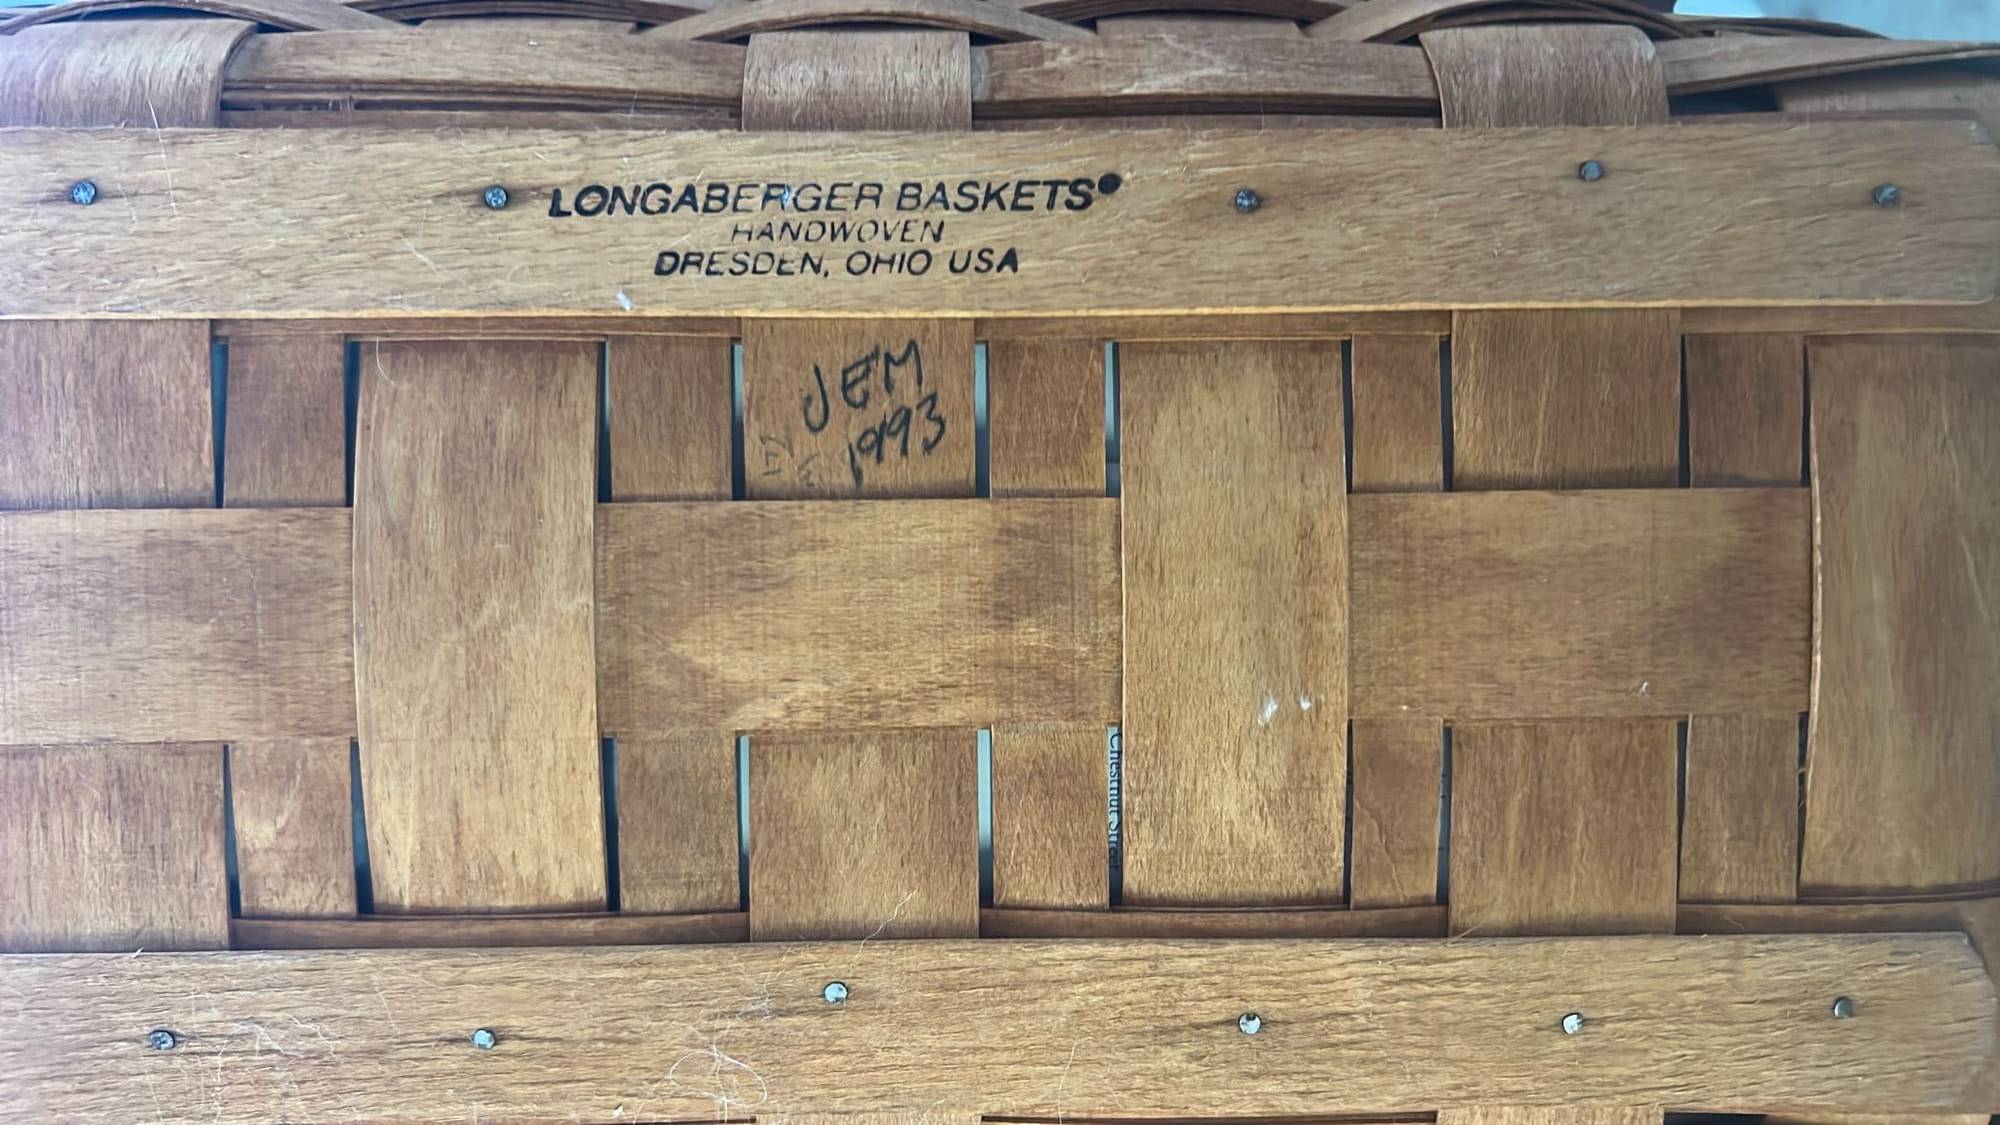 LONGABERGER BASKETS®
HANDWOVEN
DRESDEN, OHIO USA
JEM
1993
Chestnut Street